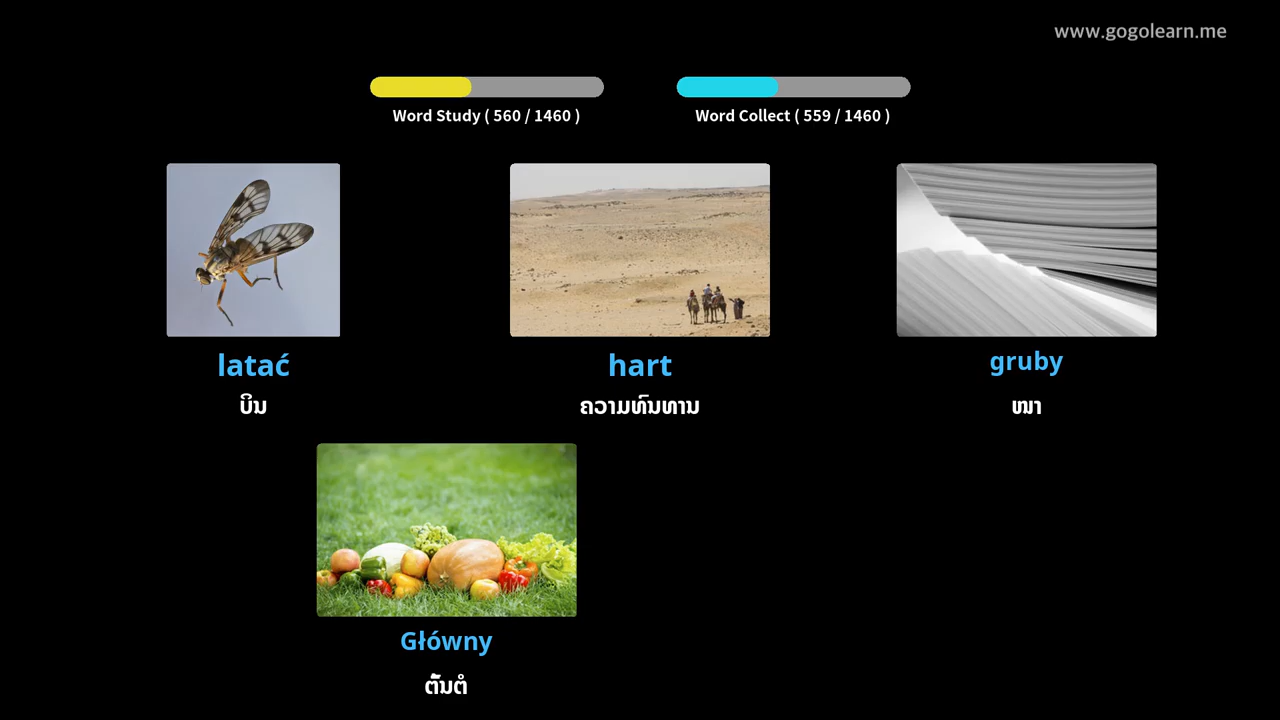 www.gogolearn.me
Word Study ( 560 / 1460 )
Word Collect ( 559 / 1460 )
latać
ບິນ
hart
ຄວາມທົນທານ
gruby
ໜາ
Główny
ຕົ້ນຕໍ